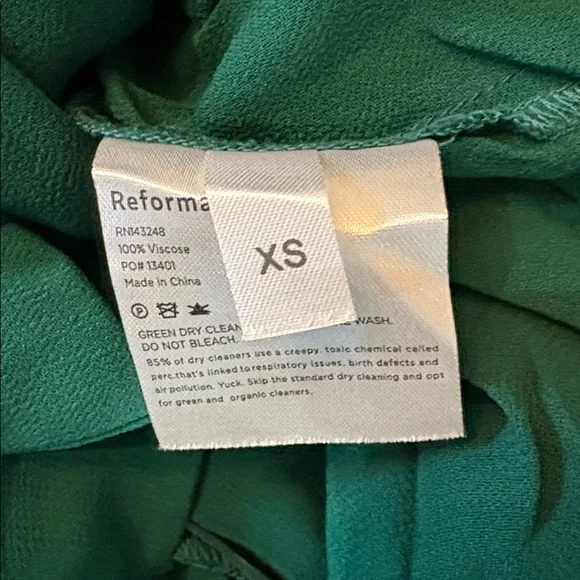 Reforma
RN143248
100% Viscose
PO# 13401
Made in China
XS
P
GREEN DRY CLEAN WASH.
DO NOT BLEACH.
85% of dry cleaners use a creepy, toxic chemical called
perc.that's linked to respiratory issues, birth defects and
air pollution. Yuck. Skip the standard dry cleaning and opt
for green and organic cleaners.